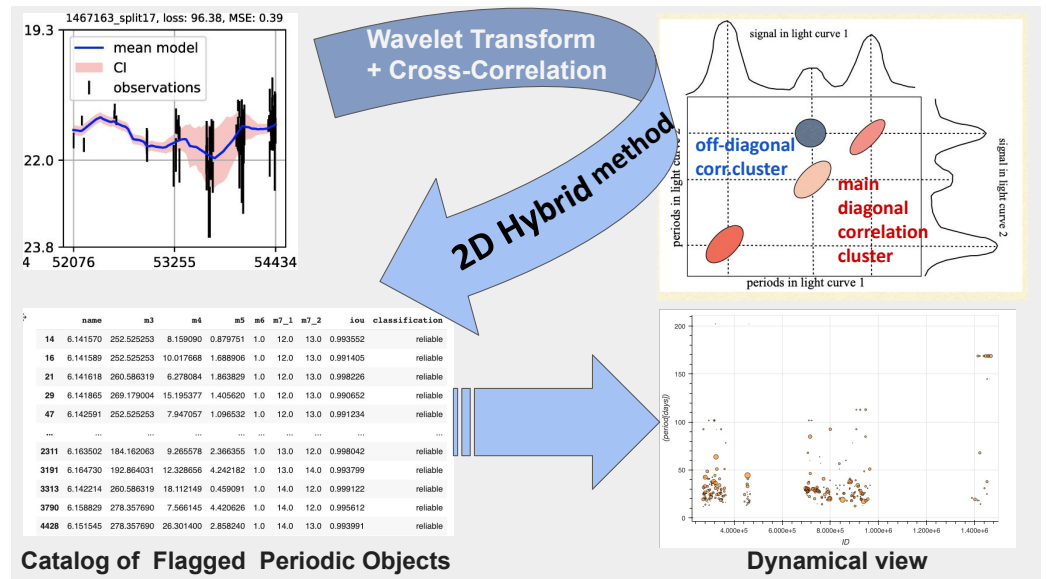 1467163_split17, loss: 96.38, MSE: 0.39
19.3
mean model
CI
observations
22.0
23.8
4 52076 53255 54434
Wavelet Transform
+ Cross-Correlation
2D Hybrid method
signal in light curve 1
periods in light curve 2
off-diagonal
corr.cluster
main
diagonal
correlation
cluster
signal in light curve 2
periods in light curve 1
name m3 m4 m5 m6 m7_1 m7_2 iou classification
14 6.141570 252.525253 8.159090 0.879751 1.0 12.0 13.0 0.993552 reliable
16 6.141589 252.525253 10.017668 1.688906 1.0 12.0 13.0 0.991405 reliable
21 6.141618 260.586319 6.278084 1.863829 1.0 12.0 13.0 0.998226 reliable
29 6.141865 269.179004 15.195377 1.405620 1.0 12.0 13.0 0.990652 reliable
47 6.142591 252.525253 7.947057 1.096532 1.0 12.0 13.0 0.991234 reliable
... ... ... ... ... ... ... ... ... ...
2311 6.163502 184.162063 9.265578 2.366355 1.0 13.0 12.0 0.998042 reliable
3191 6.164730 192.864031 12.328656 4.242182 1.0 13.0 14.0 0.993799 reliable
3313 6.142214 260.586319 18.112149 0.459091 1.0 14.0 12.0 0.999122 reliable
3790 6.158829 278.357690 7.566145 4.420626 1.0 14.0 12.0 0.995612 reliable
4428 6.151545 278.357690 26.301400 2.858240 1.0 14.0 13.0 0.993991 reliable
200
150
100
50
0
(period[days])
4.000e+5 6.000e+5 8.000e+5 1.000e+6 1.200e+6 1.400e+6
ID
Catalog of Flagged Periodic Objects
Dynamical view